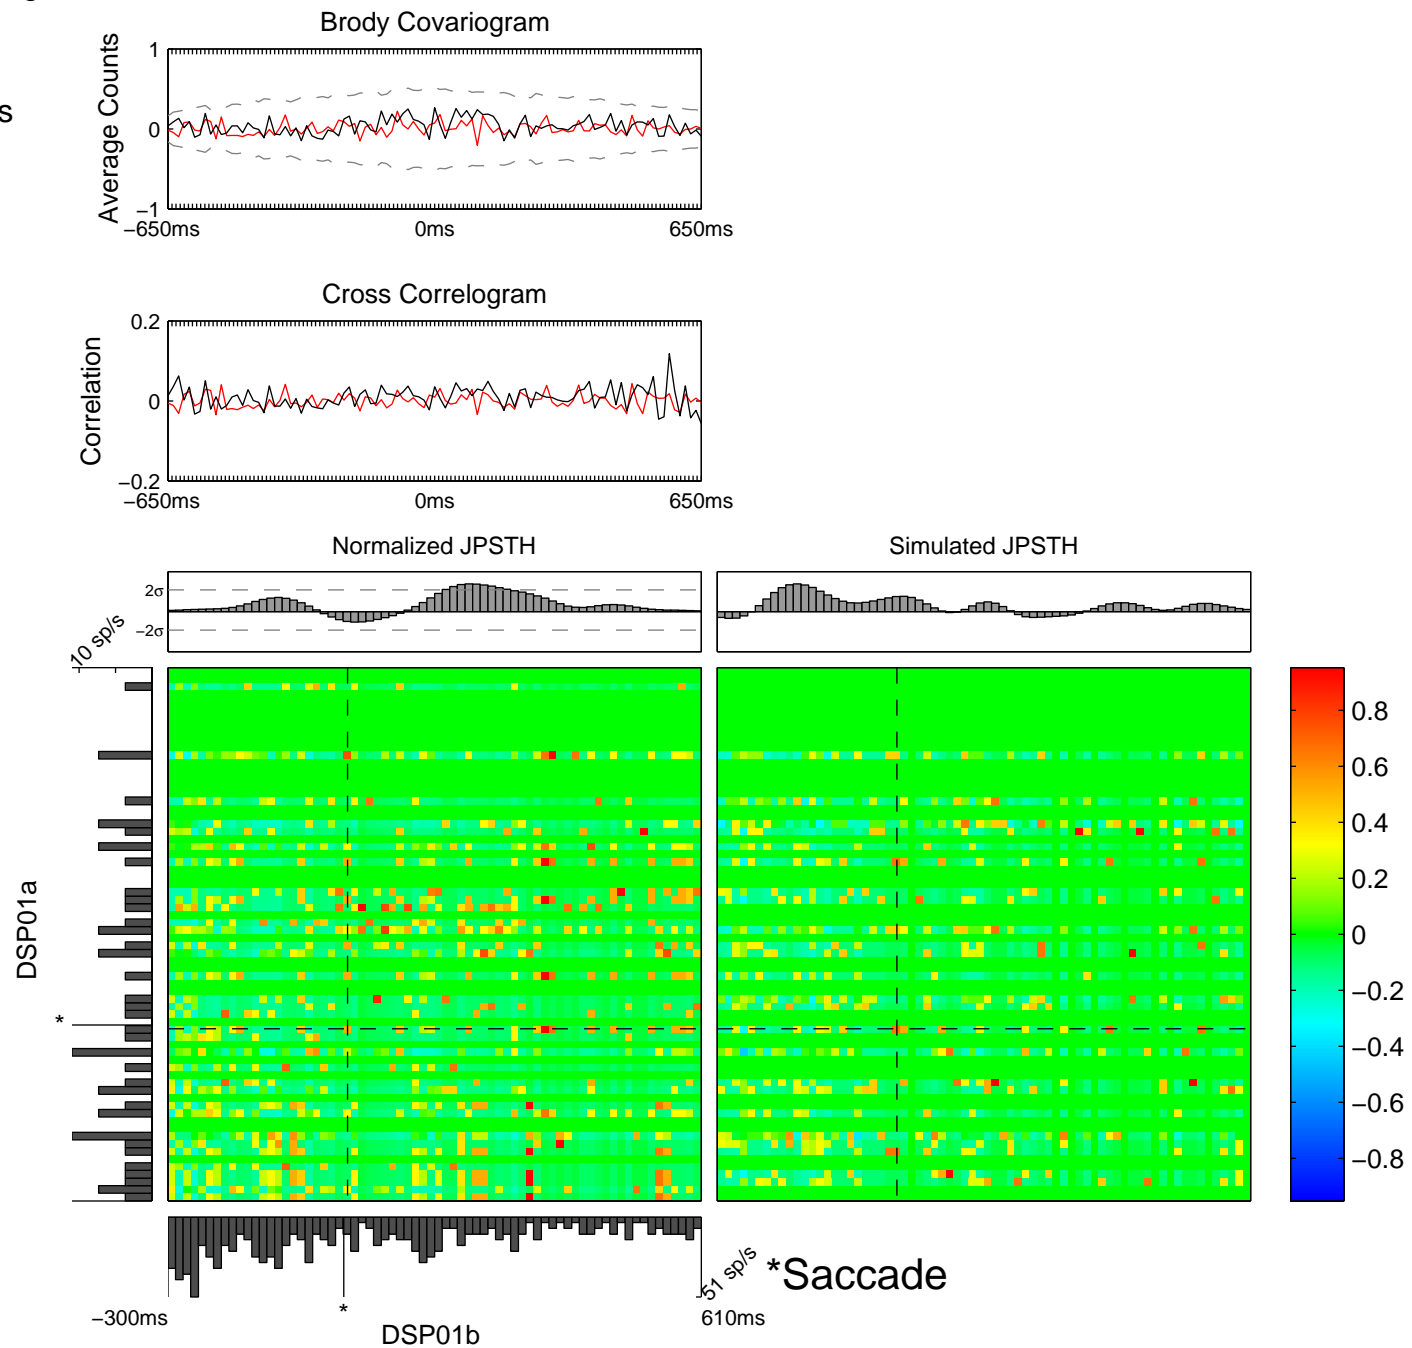 g
Brody Covariogram
s
Average Counts
1
0
−1
−650ms
0ms
650ms
Cross Correlogram
Correlation
0.2
0
−0.2
−650ms
0ms
650ms
Normalized JPSTH
Simulated JPSTH
2σ
−2σ
10 sp/s
DSP01a
*
0.8
0.6
0.4
0.2
0
−0.2
−0.4
−0.6
−0.8
51 sp/s
*Saccade
*
−300ms
610ms
DSP01b